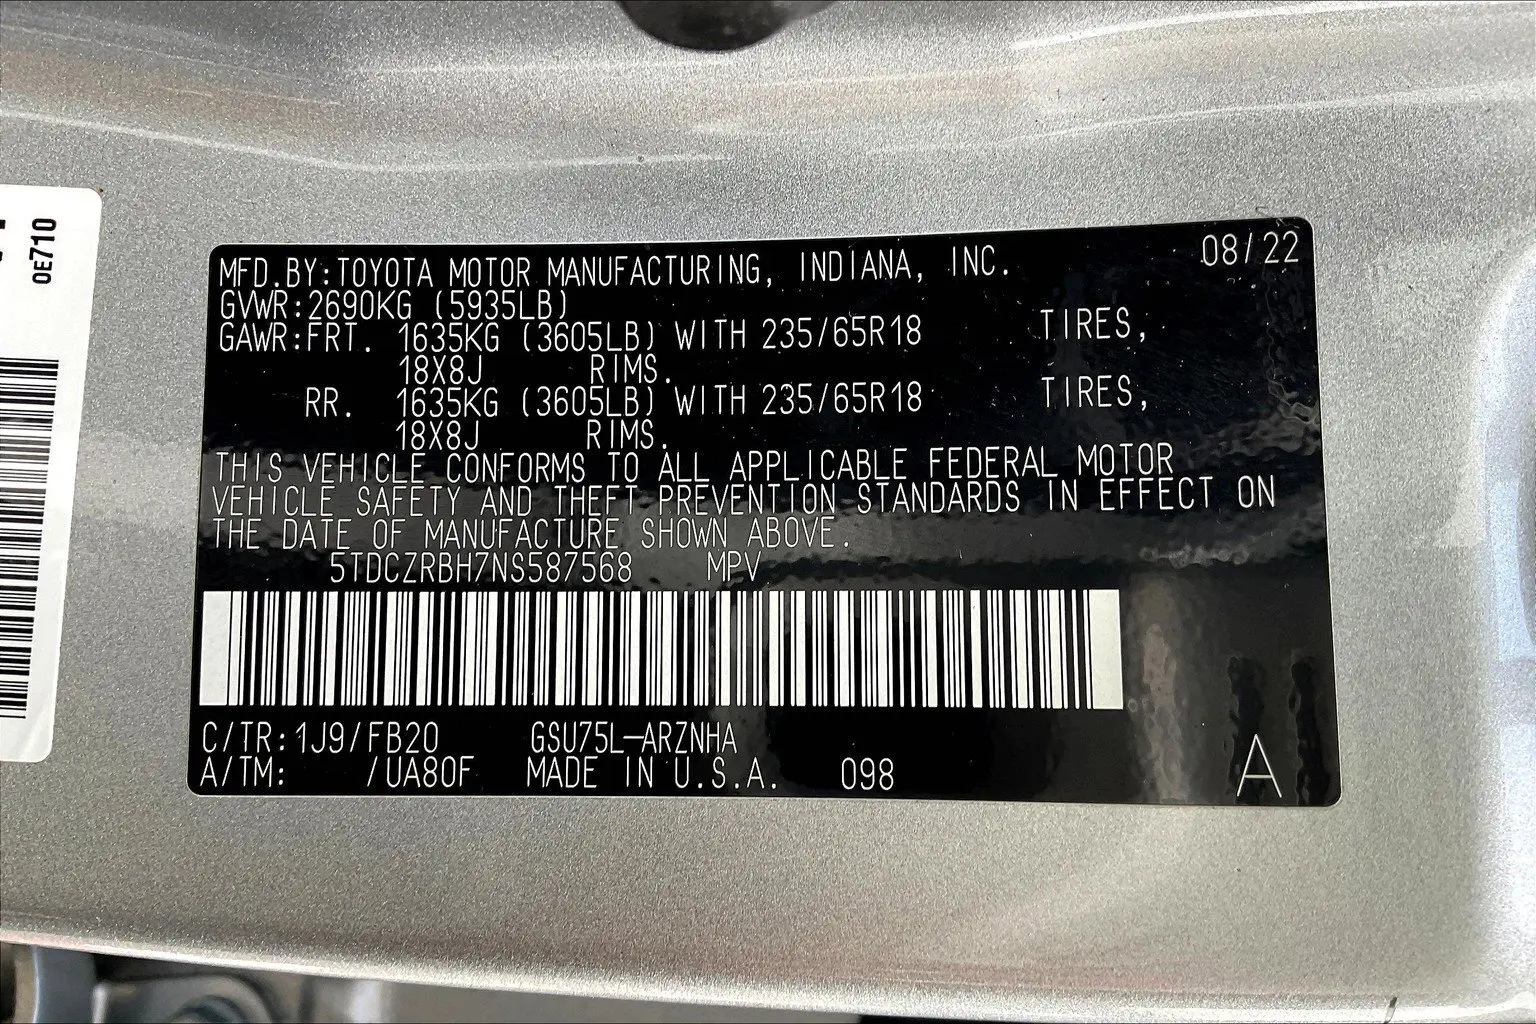 0E710
MFD.BY:TOYOTA MOTOR MANUFACTURING, INDIANA, INC. 08/22
GVWR:2690KG (5935LB)
GAWR:FRT. 1635KG (3605LB) WITH 235/65R18 TIRES,
18X8J RIMS.
RR. 1635KG (3605LB) WITH 235/65R18 TIRES,
18X8J RIMS.
THIS VEHICLE CONFORMS TO ALL APPLICABLE FEDERAL MOTOR
VEHICLE SAFETY AND THEFT PREVENTION STANDARDS IN EFFECT ON
THE DATE OF MANUFACTURE SHOWN ABOVE.
5TDCZRBH7NS587568 MPV
C/TR:1J9/FB20 GSU75L-ARZNHA
A/TM: /UA80F MADE IN U.S.A. 098 A